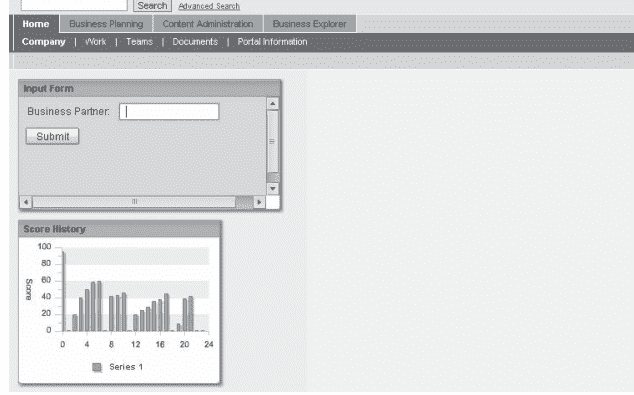 Search Advanced Search
Home Business Planning Content Administration Business Explorer
Company | Work | Teams | Documents | Portal Information
Input Form
Business Partner:
Submit
Score History
100
80
60
40
20
0
Score
0 4 8 12 16 20 24
Series 1